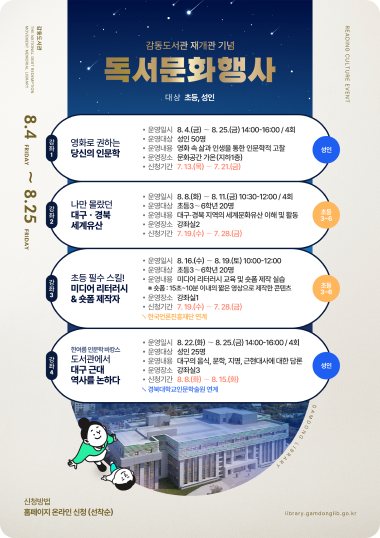 감동도서관
READING CULTURE EVENT
감동도서관 재개관 기념
독서문화행사
대상 초등, 성인
8.4 FRIDAY ~ 8.25 FRIDAY
강좌 1
영화로 권하는
당신의 인문학
• 운영일시 8. 4.(금) ~ 8. 25.(금) 14:00-16:00 / 4회
• 운영대상 성인 50명
• 운영내용 영화 속 삶과 인생을 통한 인문학적 고찰
• 운영장소 문화공간 가온(지하1층)
• 신청기간 7. 13.(목) ~ 7. 21.(금)
성인
강좌 2
나만 몰랐던
대구·경북
세계유산
• 운영일시 8. 8.(화) ~ 8. 11.(금) 10:30-12:00 / 4회
• 운영대상 초등3~6학년 20명
• 운영내용 대구·경북 지역의 세계문화유산 이해 및 활동
• 운영장소 강좌실2
• 신청기간 7. 19.(수) ~ 7. 28.(금)
초등
3~6
강좌 3
초등 필수 스킬!
미디어 리터러시
& 숏폼 제작자
• 운영일시 8. 16.(수) ~ 8. 19.(토) 10:00-12:00
• 운영대상 초등3~6학년 20명
• 운영내용 미디어 리터러시 교육 및 숏폼 제작 실습
※ 숏폼 : 15초~10분 이내의 짧은 영상으로 제작한 콘텐츠
• 운영장소 강좌실1
• 신청기간 7. 19.(수) ~ 7. 28.(금)
한국언론진흥재단 연계
초등
3~6
강좌 4
한여름 인문학 바캉스
도서관에서
대구 근대
역사를 논하다
• 운영일시 8. 22.(화) ~ 8. 25.(금) 14:00-16:00 / 4회
• 운영대상 성인 25명
• 운영내용 대구의 음식, 문학, 지명, 근현대사에 대한 담론
• 운영장소 강좌실3
• 신청기간 8. 8.(화) ~ 8. 15.(화)
경북대학교인문학술원 연계
성인
GAMDONG LIBRARY
신청방법
홈페이지 온라인 신청 (선착순)
library.gamdonglib.go.kr